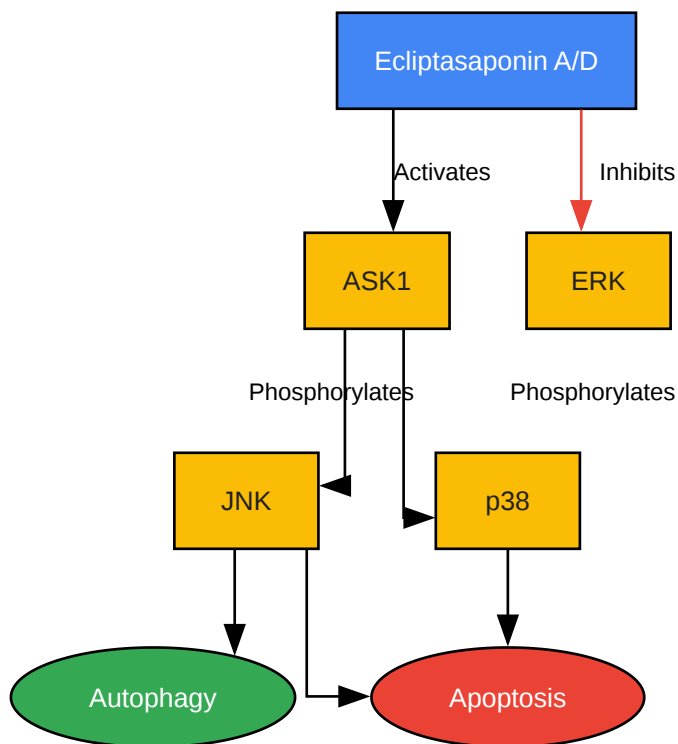 Ecliptasaponin A/D
Activates
Inhibits
ASK1
ERK
Phosphorylates
Phosphorylates
JNK
p38
Autophagy
Apoptosis